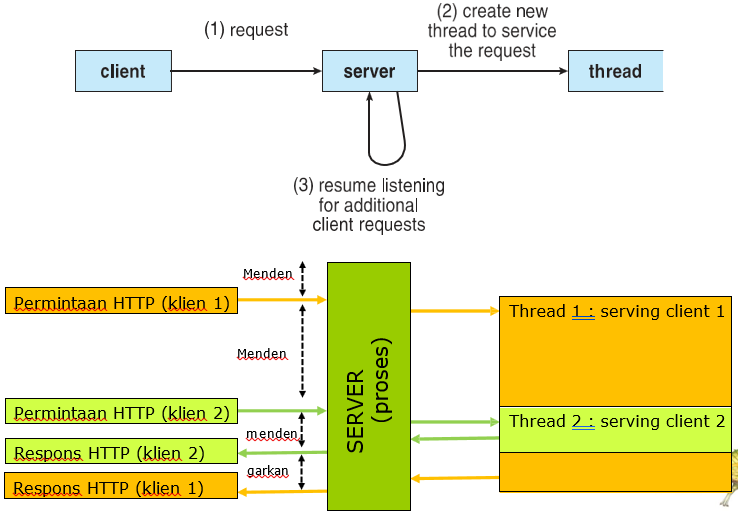 (1) request
(2) create new
thread to service
the request
client
server
thread
(3) resume listening
for additional
client requests
Menden
Permintaan HTTP (klien 1)
Thread 1 : serving client 1
Menden
SERVER
(proses)
Permintaan HTTP (klien 2)
Thread 2 : serving client 2
menden
Respons HTTP (klien 2)
garkan
Respons HTTP (klien 1)